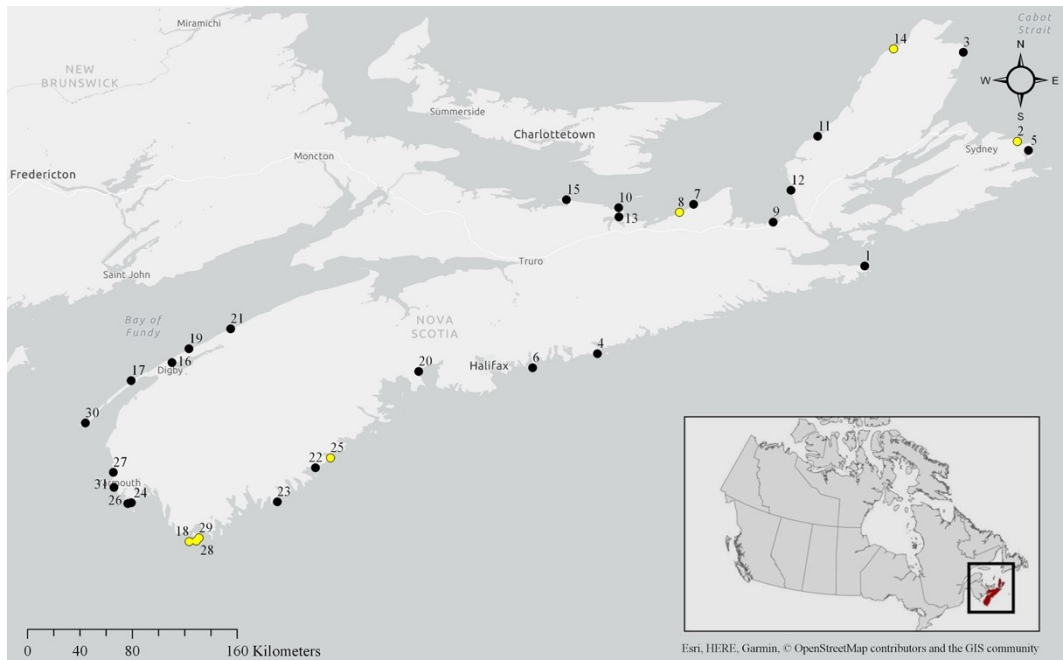 Cabot
Strait
Miramichi
14
3
N
NEW
BRUNSWICK
W
E
Summerside
S
Charlottetown
11
2
Sydney
5
Moncton
Fredericton
15
10
8
7
12
13
9
Truro
Saint John
1
Bay of
Fundy
21
NOVA
SCOTIA
19
16
Digby
17
20
Halifax
6
4
30
25
22
27
31
Yarmouth
26
24
23
18
29
28
0
80
160 Kilometers
Esri, HERE, Garmin, © OpenStreetMap contributors and the GIS community